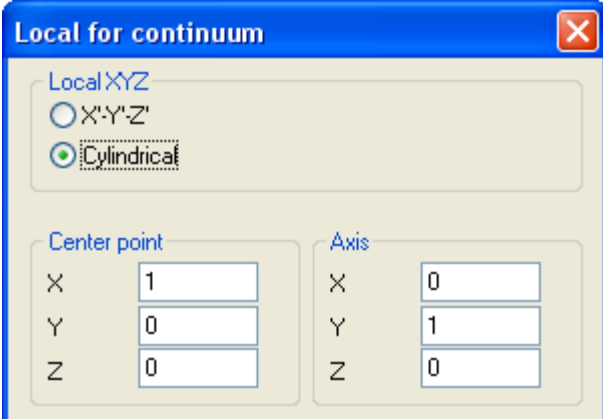 Local for continuum
Local XYZ
X'-Y'-Z'
Cylindrical
Center point
X 1
Y 0
Z 0
Axis
X 0
Y 1
Z 0